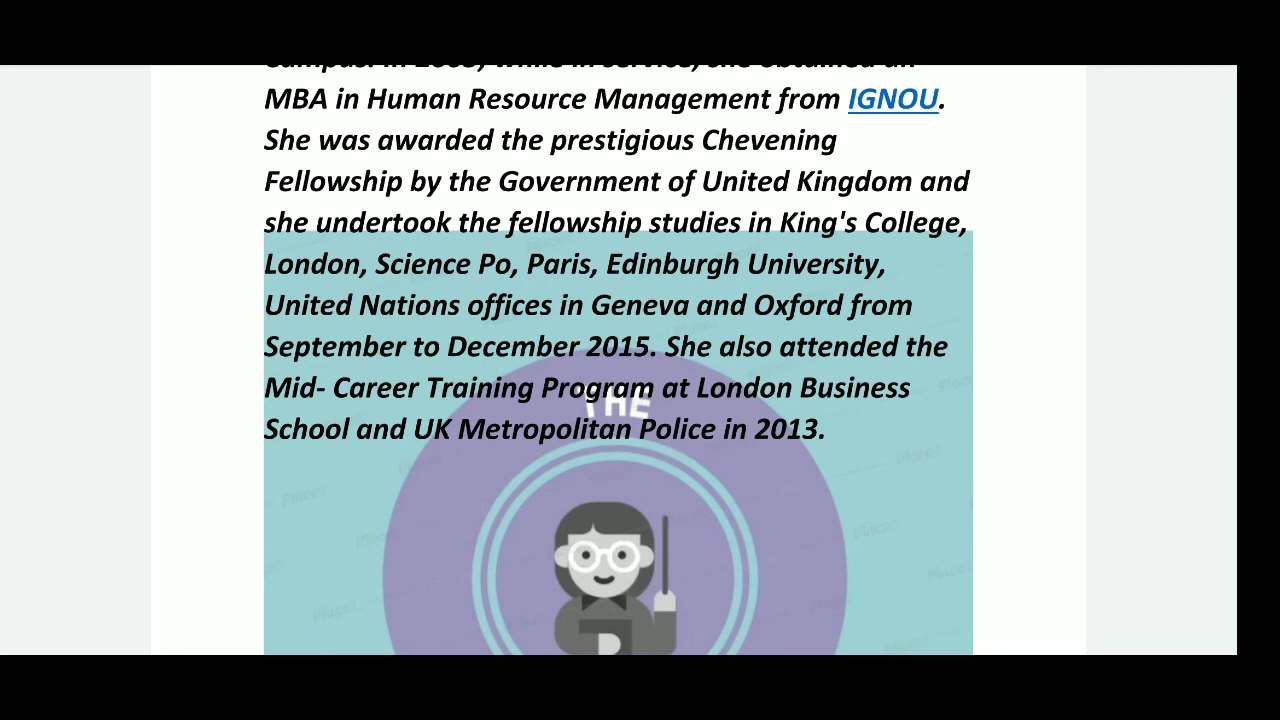 MBA in Human Resource Management from IGNOU.
She was awarded the prestigious Chevening
Fellowship by the Government of United Kingdom and
she undertook the fellowship studies in King's College,
London, Science Po, Paris, Edinburgh University,
United Nations offices in Geneva and Oxford from
September to December 2015. She also attended the
Mid- Career Training Program at London Business
THE
School and UK Metropolitan Police in 2013.